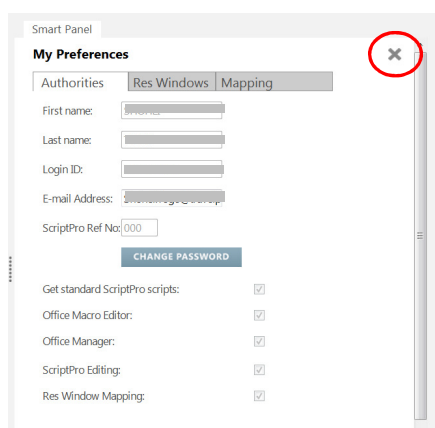 Smart Panel
My Preferences
Authorities Res Windows Mapping
First name:
Last name:
Login ID:
E-mail Address:
ScriptPro Ref No: 000
CHANGE PASSWORD
Get standard ScriptPro scripts:
Office Macro Editor:
Office Manager:
ScriptPro Editing:
Res Window Mapping: